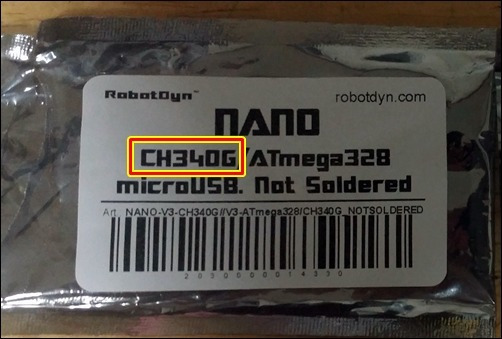 RobotDyn™ robotdyn.com
NANO
CH340G/ATmega328
microUSB. Not Soldered
Art. NANO-V3-CH340G//V3-ATmega328/CH340G_NOTSOLDERED